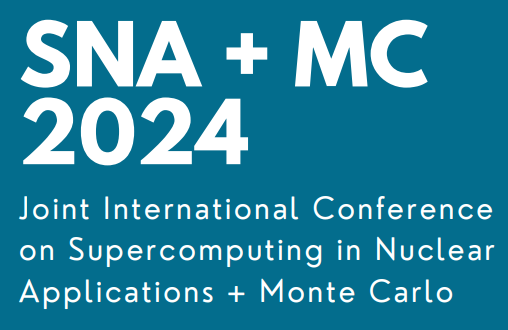 SNA + MC
2024
Joint International Conference
on Supercomputing in Nuclear
Applications + Monte Carlo